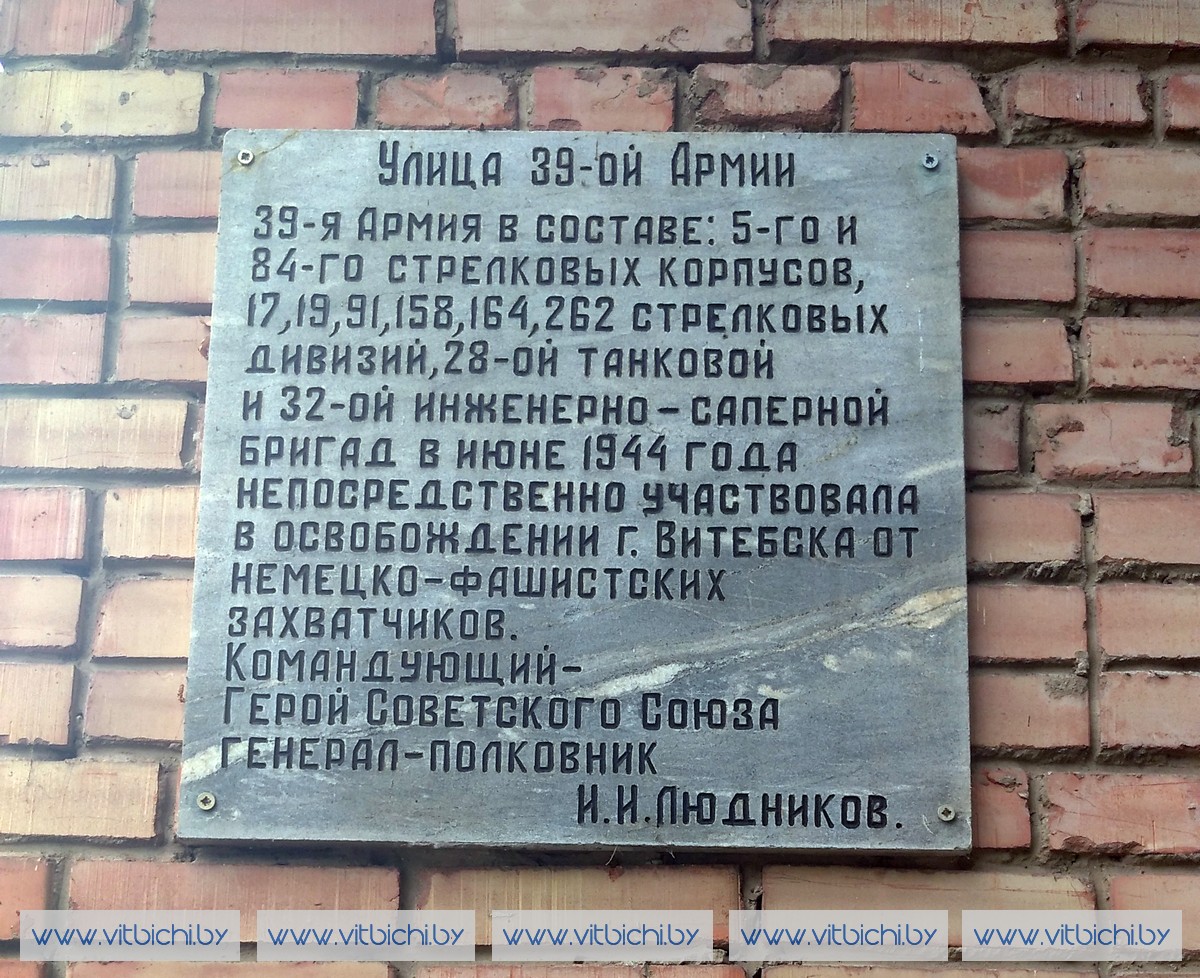 Улица 39-ой Армии
39-я Армия в составе: 5-го и
84-го стрелковых корпусов,
17,19,91,158,164,262 стрелковых
дивизий,28-ой танковой
и 32-ой инженерно-саперной
бригад в июне 1944 года
непосредственно участвовала
в освобождении г. Витебска от
немецко-фашистских
захватчиков.
Командующий-
Герой Советского Союза
генерал-полковник
И.И.Людников.
www.vitbichi.by www.vitbichi.by www.vitbichi.by www.vitbichi.by www.vitbichi.by